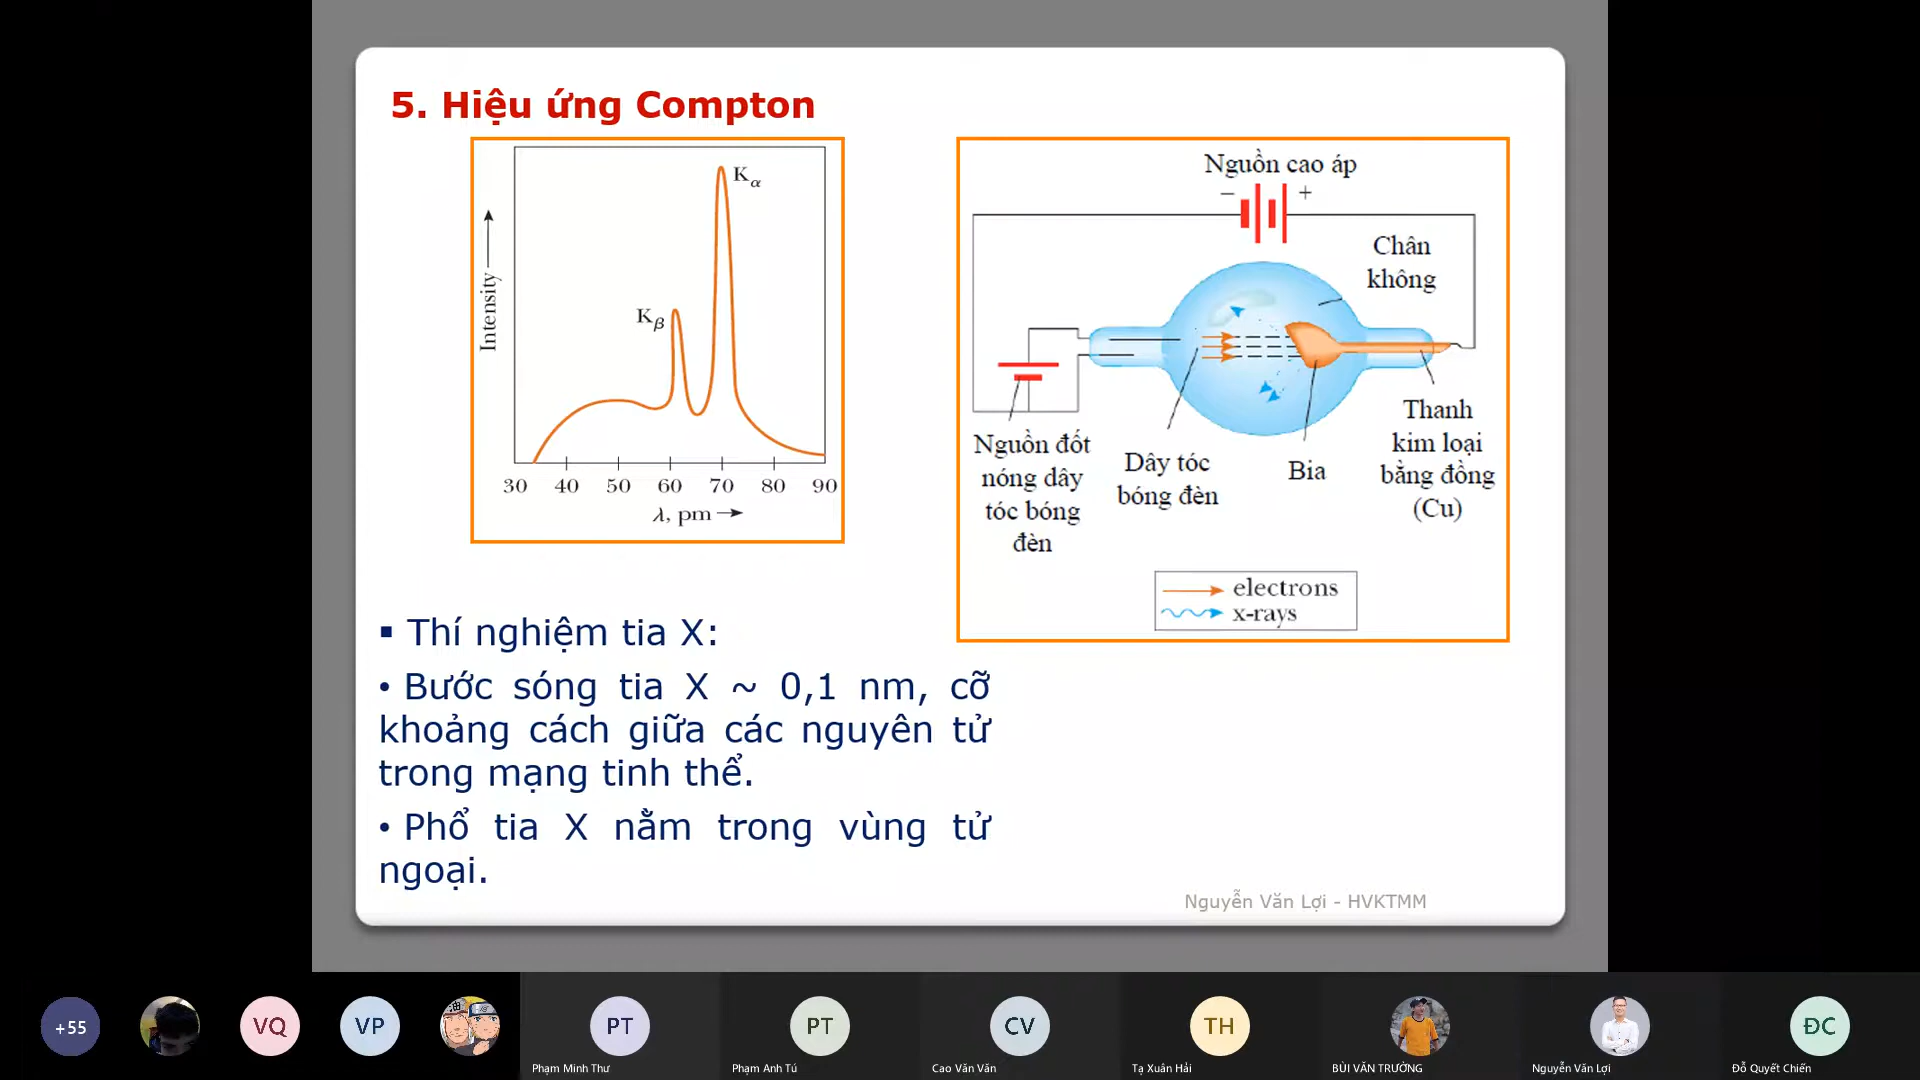 5. Hiệu ứng Compton
Intensity
Kα
Kβ
30 40 50 60 70 80 90
λ, pm
Nguồn cao áp
− +
Chân
không
Nguồn đốt
nóng dây
tóc bóng
đèn
Dây tóc
bóng đèn
Bia
Thanh
kim loại
bằng đồng
(Cu)
electrons
x-rays
▪ Thí nghiệm tia X:
• Bước sóng tia X ~ 0,1 nm, cỡ
khoảng cách giữa các nguyên tử
trong mạng tinh thể.
• Phổ tia X nằm trong vùng tử
ngoại.
Nguyễn Văn Lợi - HVKTMM
+55
VQ
VP
油
PT
Phạm Minh Thư
PT
Phạm Anh Tú
CV
Cao Văn Văn
TH
Tạ Xuân Hải
BÙI VĂN TRƯỜNG
Nguyễn Văn Lợi
ĐC
Đỗ Quyết Chiến